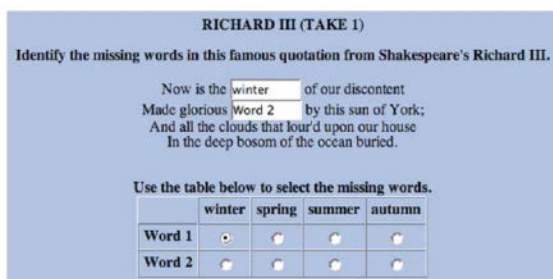 RICHARD III (TAKE 1)
Identify the missing words in this famous quotation from Shakespeare's Richard III.
Now is the winter of our discontent
Made glorious Word 2 by this sun of York;
And all the clouds that lour'd upon our house
In the deep bosom of the ocean buried.
Use the table below to select the missing words.
winter spring summer autumn
Word 1
Word 2